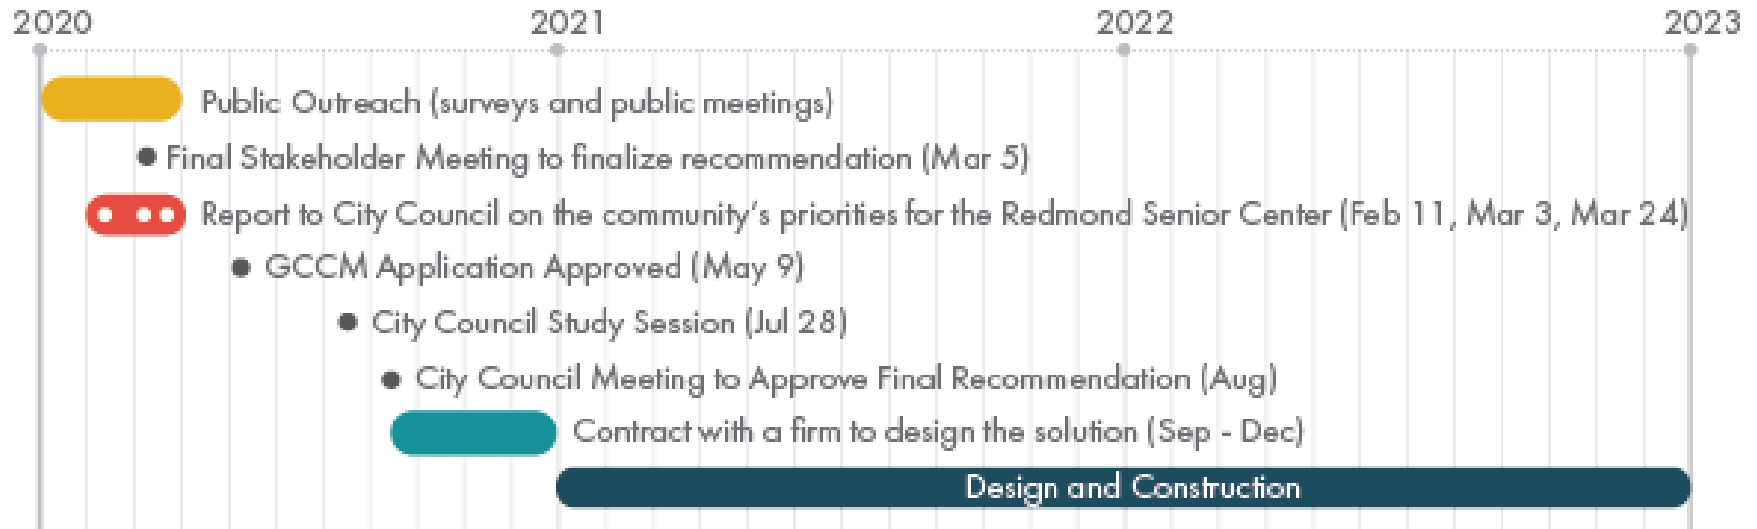 2020 2021 2022 2023
Public Outreach (surveys and public meetings)
Final Stakeholder Meeting to finalize recommendation (Mar 5)
Report to City Council on the community's priorities for the Redmond Senior Center (Feb 11, Mar 3, Mar 24)
GCCM Application Approved (May 9)
City Council Study Session (Jul 28)
City Council Meeting to Approve Final Recommendation (Aug)
Contract with a firm to design the solution (Sep - Dec)
Design and Construction